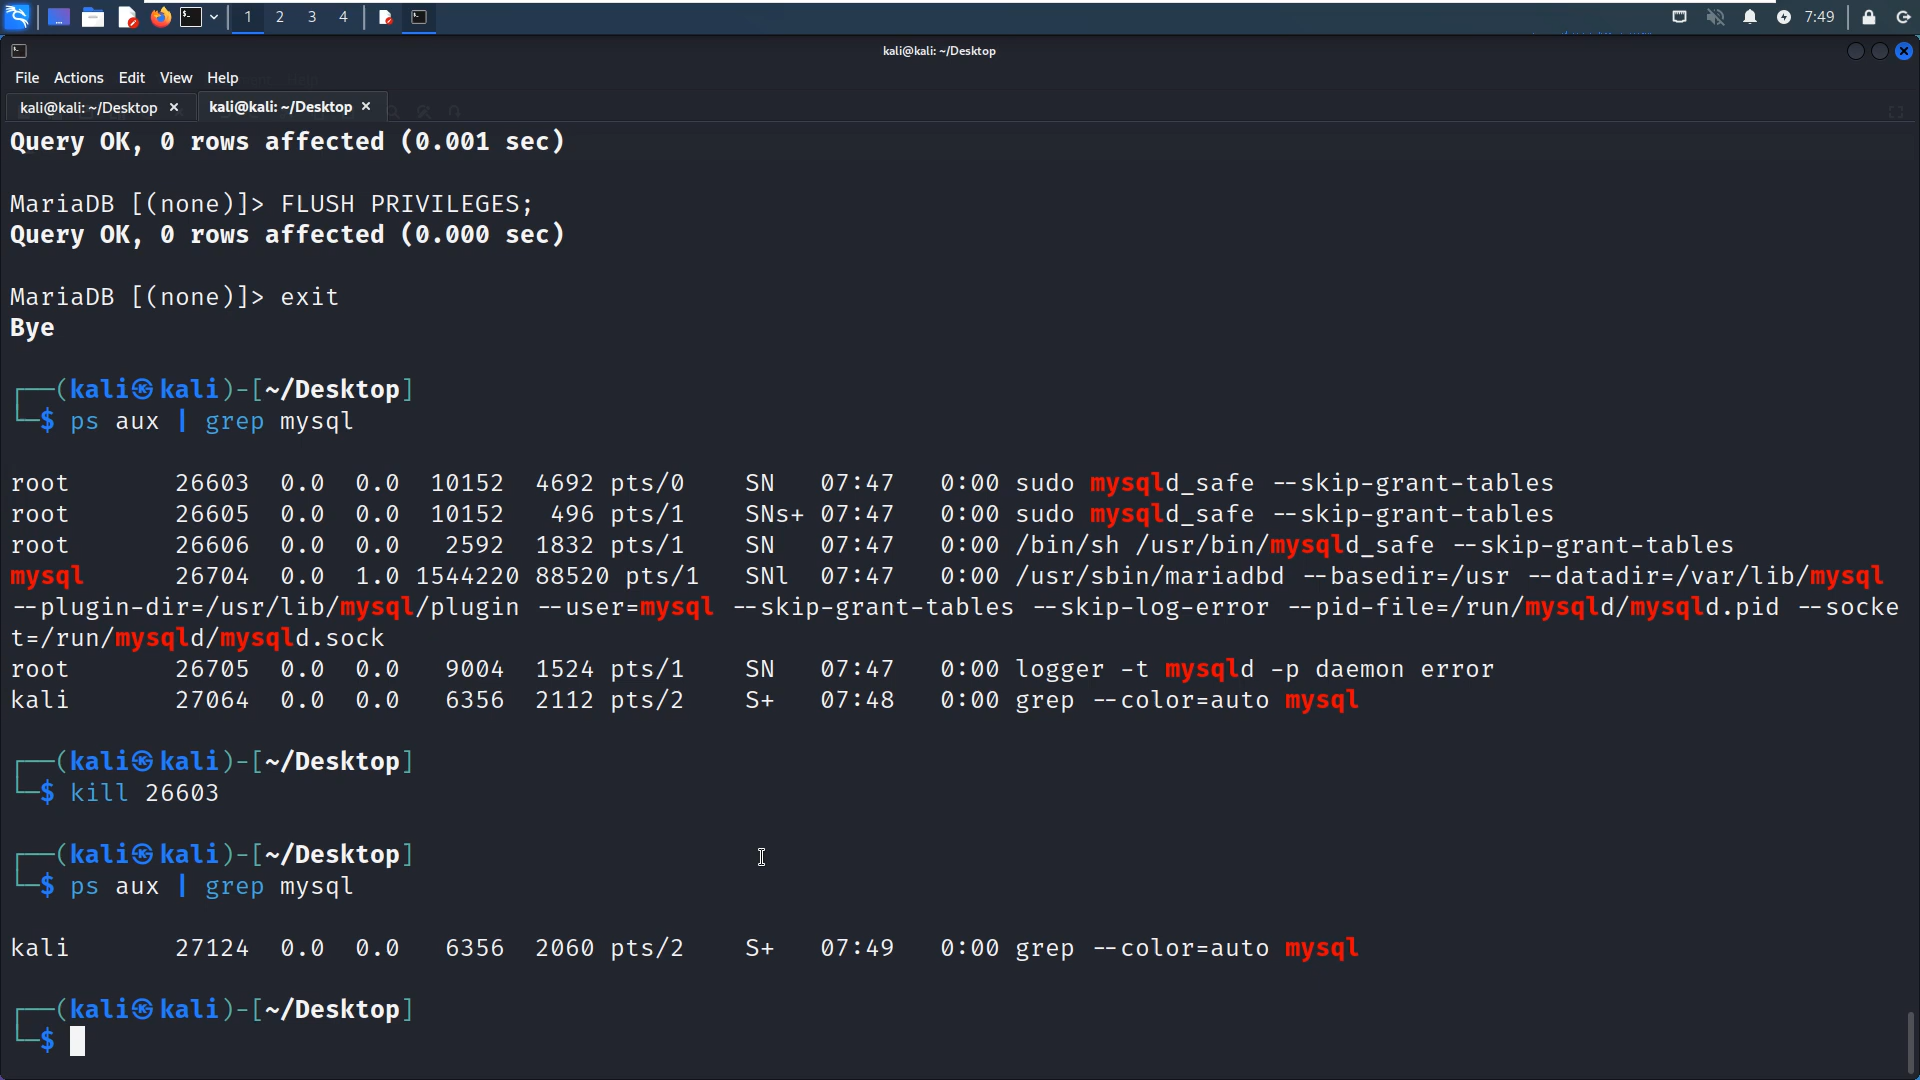 1 2 3 4 7:49
kali@kali: ~/Desktop
File Actions Edit View Help
kali@kali: ~/Desktop × kali@kali: ~/Desktop ×
Query OK, 0 rows affected (0.001 sec)
MariaDB [(none)]> FLUSH PRIVILEGES;
Query OK, 0 rows affected (0.000 sec)
MariaDB [(none)]> exit
Bye
┌──(kali㉿kali)-[~/Desktop]
└─$ ps aux | grep mysql
root 26603 0.0 0.0 10152 4692 pts/0 SN 07:47 0:00 sudo mysqld_safe --skip-grant-tables
root 26605 0.0 0.0 10152 496 pts/1 SNs+ 07:47 0:00 sudo mysqld_safe --skip-grant-tables
root 26606 0.0 0.0 2592 1832 pts/1 SN 07:47 0:00 /bin/sh /usr/bin/mysqld_safe --skip-grant-tables
mysql 26704 0.0 1.0 1544220 88520 pts/1 SNl 07:47 0:00 /usr/sbin/mariadbd --basedir=/usr --datadir=/var/lib/mysql
--plugin-dir=/usr/lib/mysql/plugin --user=mysql --skip-grant-tables --skip-log-error --pid-file=/run/mysqld/mysqld.pid --socke
t=/run/mysqld/mysqld.sock
root 26705 0.0 0.0 9004 1524 pts/1 SN 07:47 0:00 logger -t mysqld -p daemon error
kali 27064 0.0 0.0 6356 2112 pts/2 S+ 07:48 0:00 grep --color=auto mysql
┌──(kali㉿kali)-[~/Desktop]
└─$ kill 26603
┌──(kali㉿kali)-[~/Desktop]
└─$ ps aux | grep mysql
kali 27124 0.0 0.0 6356 2060 pts/2 S+ 07:49 0:00 grep --color=auto mysql
┌──(kali㉿kali)-[~/Desktop]
└─$